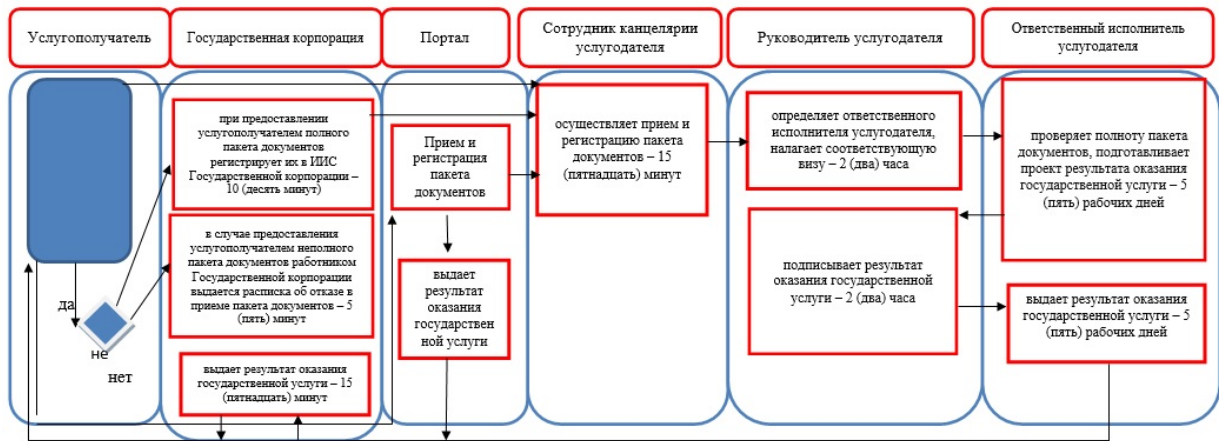 Услугополучатель
Государственная корпорация
Портал
Сотрудник канцелярии
услугодателя
Руководитель услугодателя
Ответственный исполнитель
услугодателя
при предоставлении
услугополучателем полного
пакета документов
регистрирует их в ИИС
Государственной корпорации –
10 (десять минут)
в случае предоставления
услугополучателем неполного
пакета документов работником
Государственной корпорации
выдается расписка об отказе в
приеме пакета документов – 5
(пять) минут
да
не
нет
выдает результат оказания
государственной услуги – 15
(пятнадцать) минут
Прием и
регистрация
пакета
документов
выдает
результат
оказания
государствен
ной услуги
осуществляет прием и
регистрацию пакета
документов – 15
(пятнадцать) минут
определяет ответственного
исполнителя услугодателя,
налагает соответствующую
визу – 2 (два) часа
подписывает результат
оказания государственной
услуги – 2 (два) часа
проверяет полноту пакета
документов, подготавливает
проект результата оказания
государственной услуги – 5
(пять) рабочих дней
выдает результат оказания
государственной услуги – 5
(пять) рабочих дней